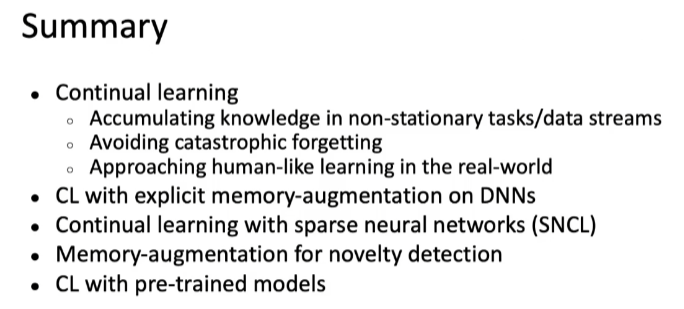 Summary
• Continual learning
◦ Accumulating knowledge in non-stationary tasks/data streams
◦ Avoiding catastrophic forgetting
◦ Approaching human-like learning in the real-world
• CL with explicit memory-augmentation on DNNs
• Continual learning with sparse neural networks (SNCL)
• Memory-augmentation for novelty detection
• CL with pre-trained models